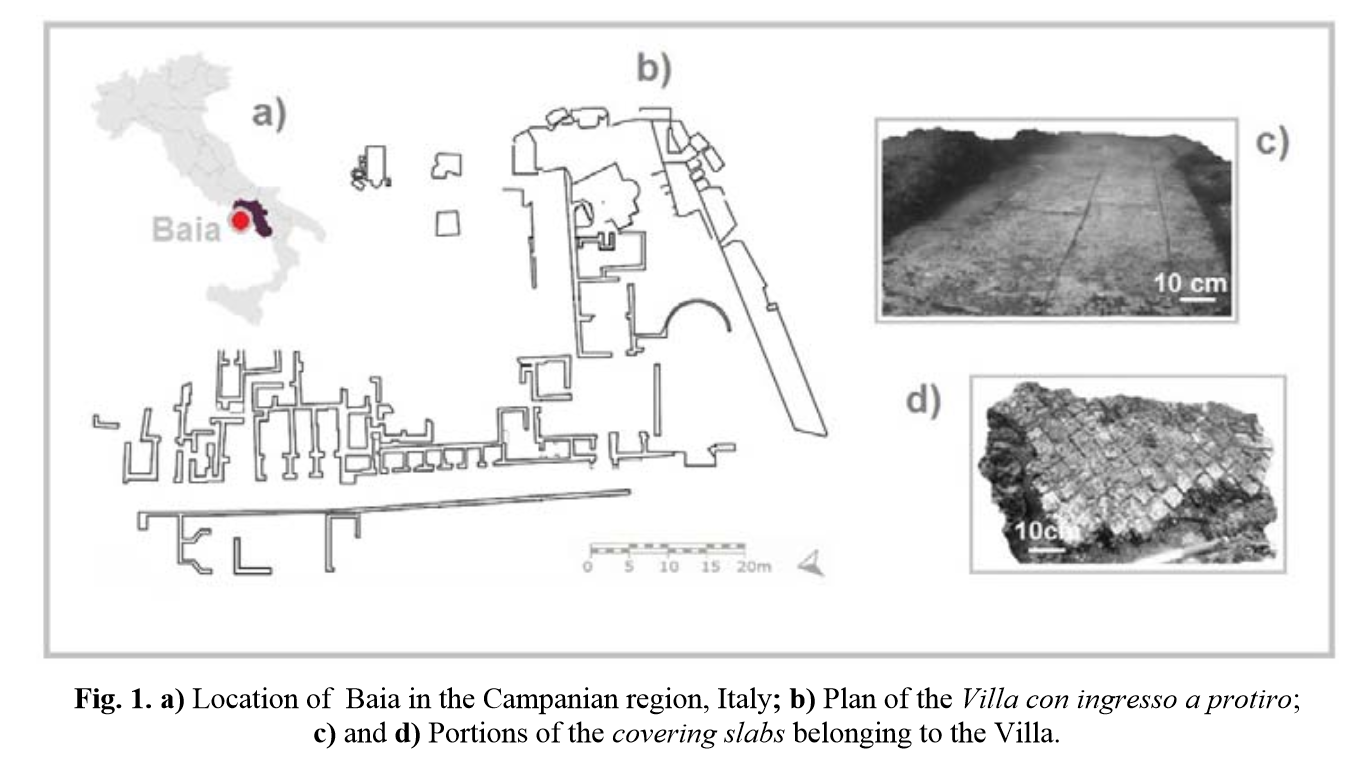 a)
b)
c)
Baia
10 cm
d)
10cm
0 5 10 15 20m
Fig. 1. a) Location of Baia in the Campanian region, Italy; b) Plan of the Villa con ingresso a protiro;
c) and d) Portions of the covering slabs belonging to the Villa.